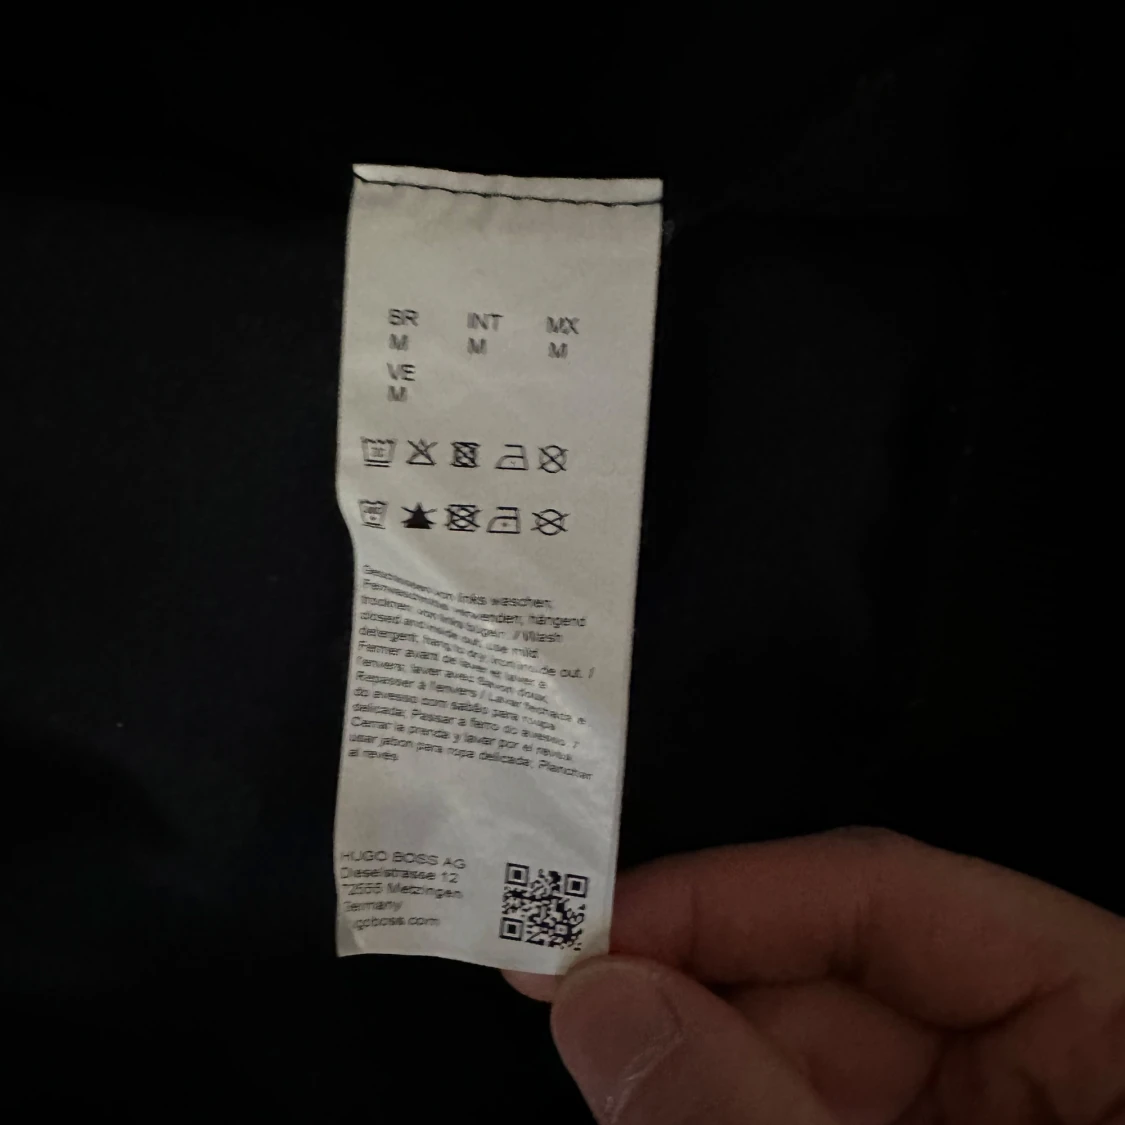 BR INT MX
M M M
VE
M
Geschlossen von links waschen;
Feinwaschmittel verwenden; hängend
trocknen; von links bügeln. / Wash
closed and inside out; use mild
detergent; hang to dry; iron inside out. /
Fermer avant de laver et laver à
l'envers; laver avec savon doux;
Repasser à l'envers / Lavar fechada e
do avesso com sabão para roupa
delicada; Passar a ferro do avesso /
Cerrar la prenda y lavar por el revés;
usar jabón para ropa delicada; Planchar
al revés
HUGO BOSS AG
Dieselstrasse 12
72555 Metzingen
Germany
hugoboss.com